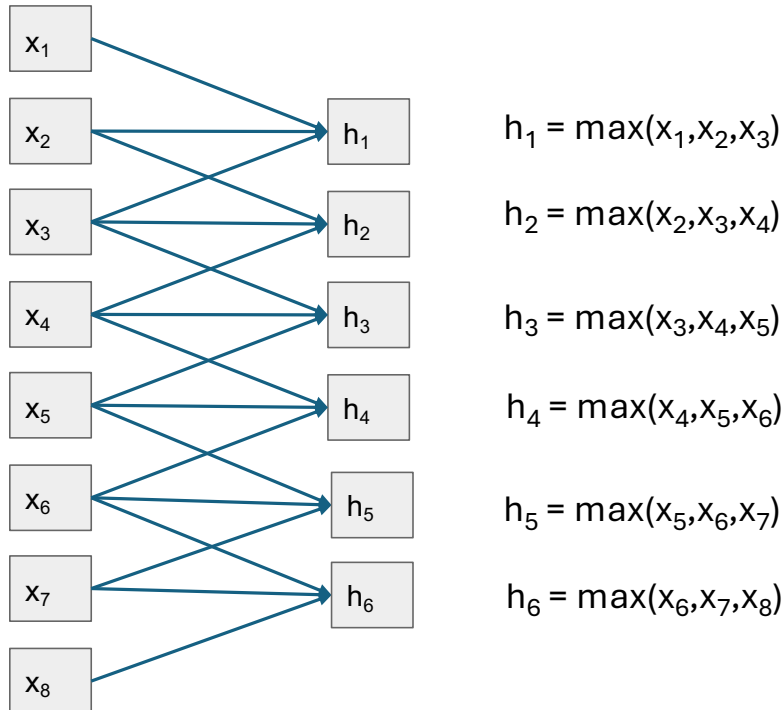 x₁
x₂
h₁
h₁ = max(x₁,x₂,x₃)
x₃
h₂
h₂ = max(x₂,x₃,x₄)
x₄
h₃
h₃ = max(x₃,x₄,x₅)
x₅
h₄
h₄ = max(x₄,x₅,x₆)
x₆
h₅
h₅ = max(x₅,x₆,x₇)
x₇
h₆
h₆ = max(x₆,x₇,x₈)
x₈